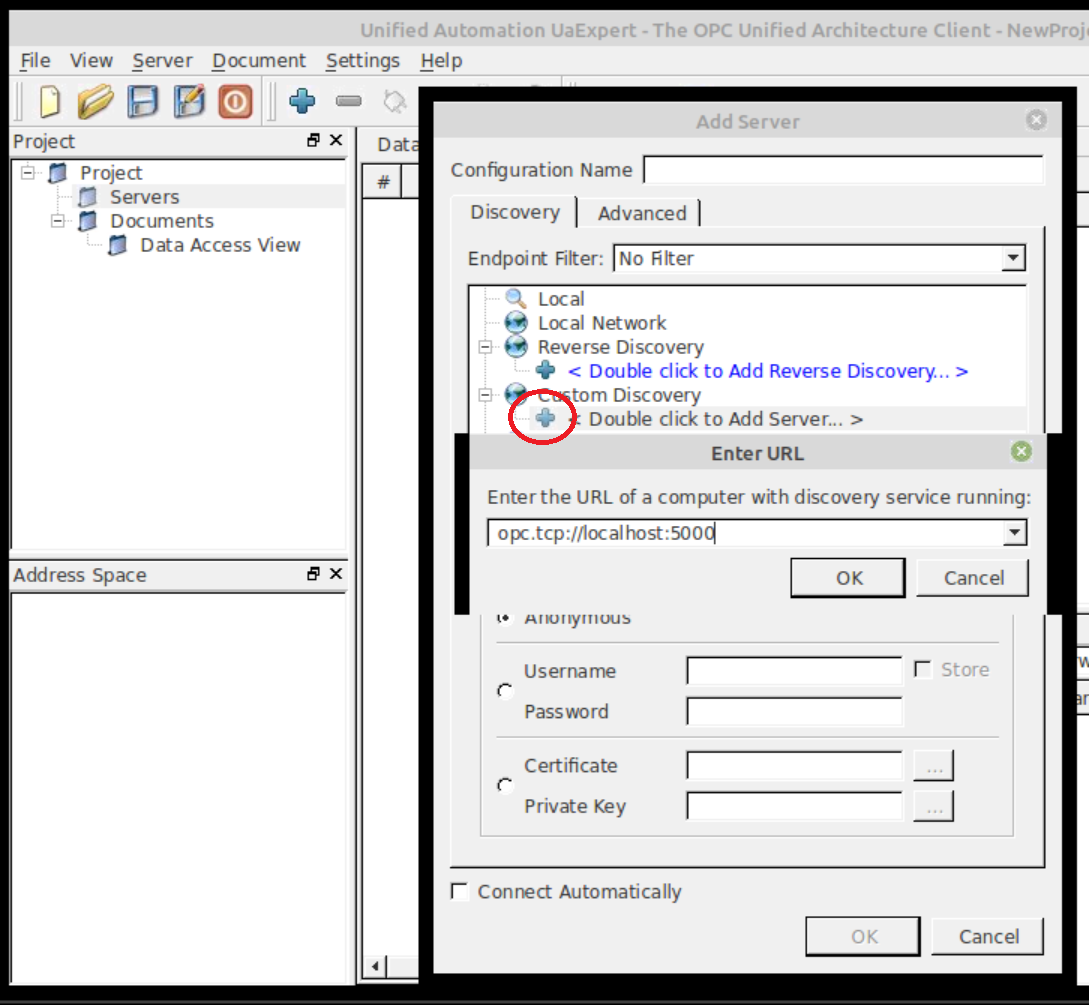 Unified Automation UaExpert - The OPC Unified Architecture Client - NewProj
File View Server Document Settings Help
Project
Project
Servers
Documents
Data Access View
Address Space
Data
#
Add Server
Configuration Name
Discovery Advanced
Endpoint Filter: No Filter
Local
Local Network
Reverse Discovery
< Double click to Add Reverse Discovery... >
Custom Discovery
< Double click to Add Server... >
Enter URL
Enter the URL of a computer with discovery service running:
opc.tcp://localhost:5000
OK Cancel
Anonymous
Username Store
Password
Certificate ...
Private Key ...
Connect Automatically
OK Cancel